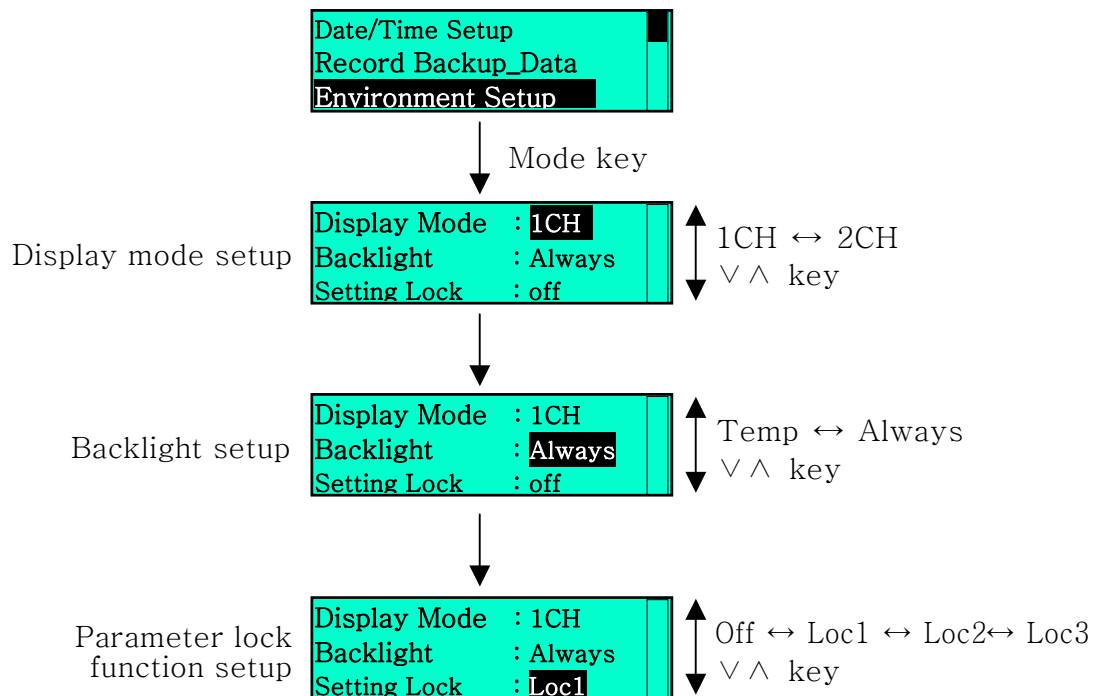 Date/Time Setup
Record Backup_Data
Environment Setup
Mode key
Display mode setup
Display Mode : 1CH
Backlight : Always
Setting Lock : off
1CH ↔ 2CH
∨∧ key
Backlight setup
Display Mode : 1CH
Backlight : Always
Setting Lock : off
Temp ↔ Always
∨∧ key
Parameter lock
function setup
Display Mode : 1CH
Backlight : Always
Setting Lock : Loc1
Off ↔ Loc1 ↔ Loc2↔ Loc3
∨∧ key